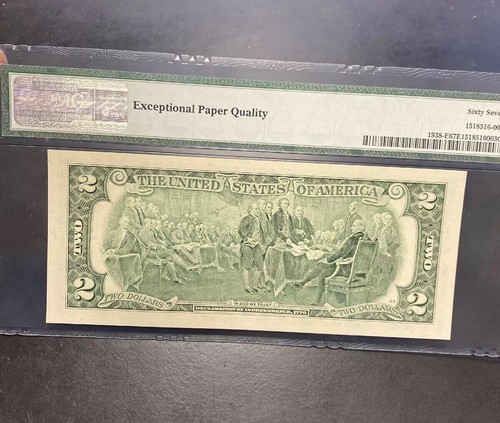 Exceptional Paper Quality
Sixty Seve
1518516-00
1938-E67E1518516003
THE UNITED STATES OF AMERICA
2
2
TWO
TWO
2
2
TWO DOLLARS
IN GOD WE TRUST
TWO DOLLARS
DECLARATION OF INDEPENDENCE, 1776